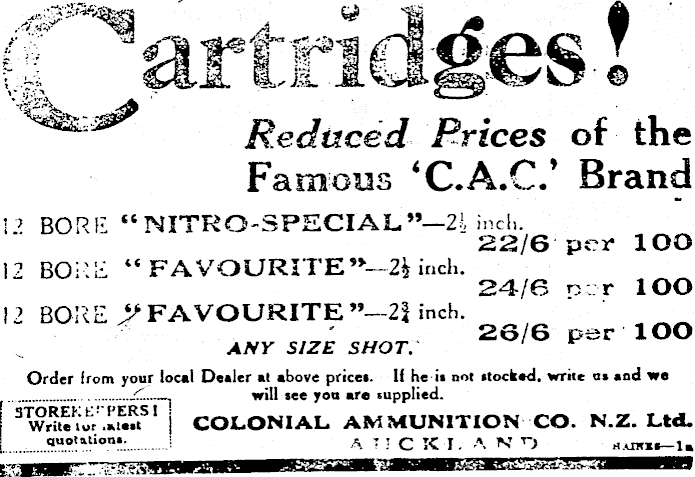 Cartridges!
Reduced Prices of the
Famous 'C.A.C.' Brand
12 BORE "NITRO-SPECIAL"—2½ inch.
22/6 per 100
12 BORE "FAVOURITE"—2½ inch.
24/6 per 100
12 BORE "FAVOURITE"—2¾ inch.
26/6 per 100
ANY SIZE SHOT.
Order from your local Dealer at above prices. If he is not stocked, write us and we
will see you are supplied.
STOREKEEPERS!
Write for latest
quotations.
COLONIAL AMMUNITION CO. N.Z. Ltd.
AUCKLAND
HAINES—1a